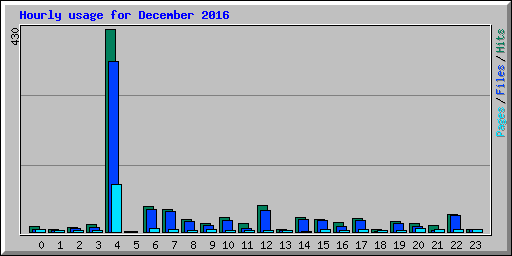 Hourly usage for December 2016
430
Pages/Files/Hits
0 1 2 3 4 5 6 7 8 9 10 11 12 13 14 15 16 17 18 19 20 21 22 23